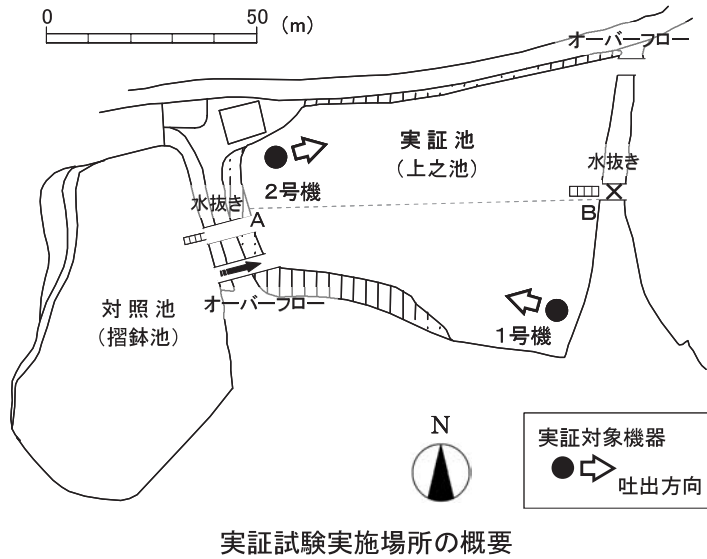 0 50 (m)
オーバーフロー
実証池
(上之池)
水抜き
2号機
水抜き
A
B
対照池
(摺鉢池)
オーバーフロー
1号機
N
実証対象機器
吐出方向
実証試験実施場所の概要